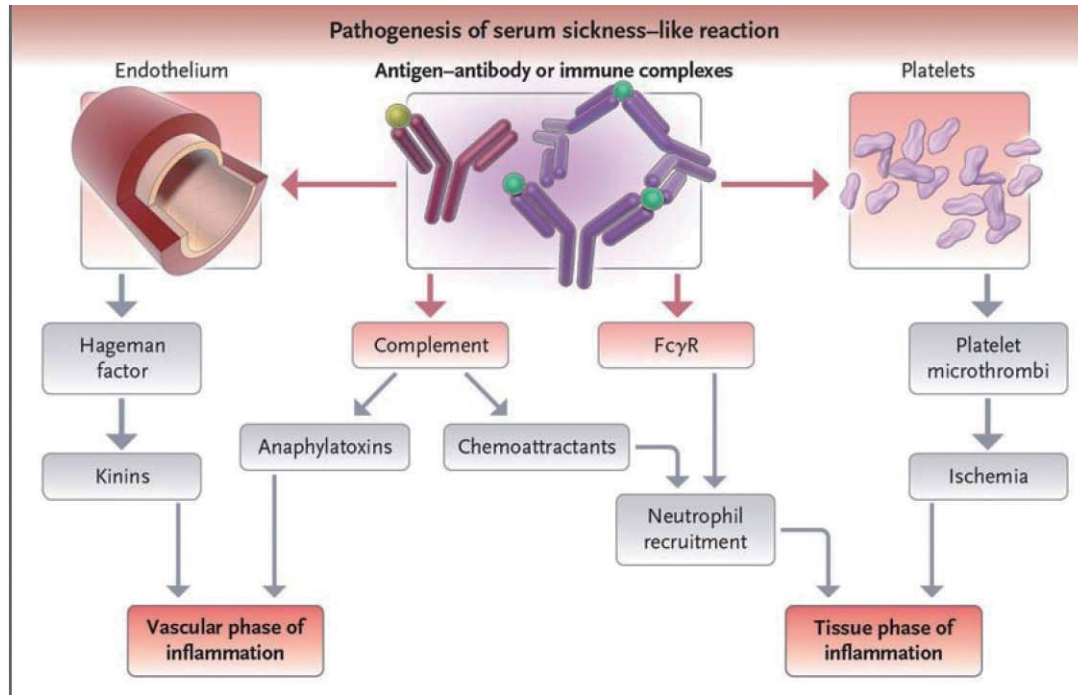 Pathogenesis of serum sickness–like reaction
Endothelium
Antigen–antibody or immune complexes
Platelets
Hageman
factor
Complement
FcγR
Platelet
microthrombi
Anaphylatoxins
Chemoattractants
Kinins
Ischemia
Neutrophil
recruitment
Vascular phase of
inflammation
Tissue phase of
inflammation